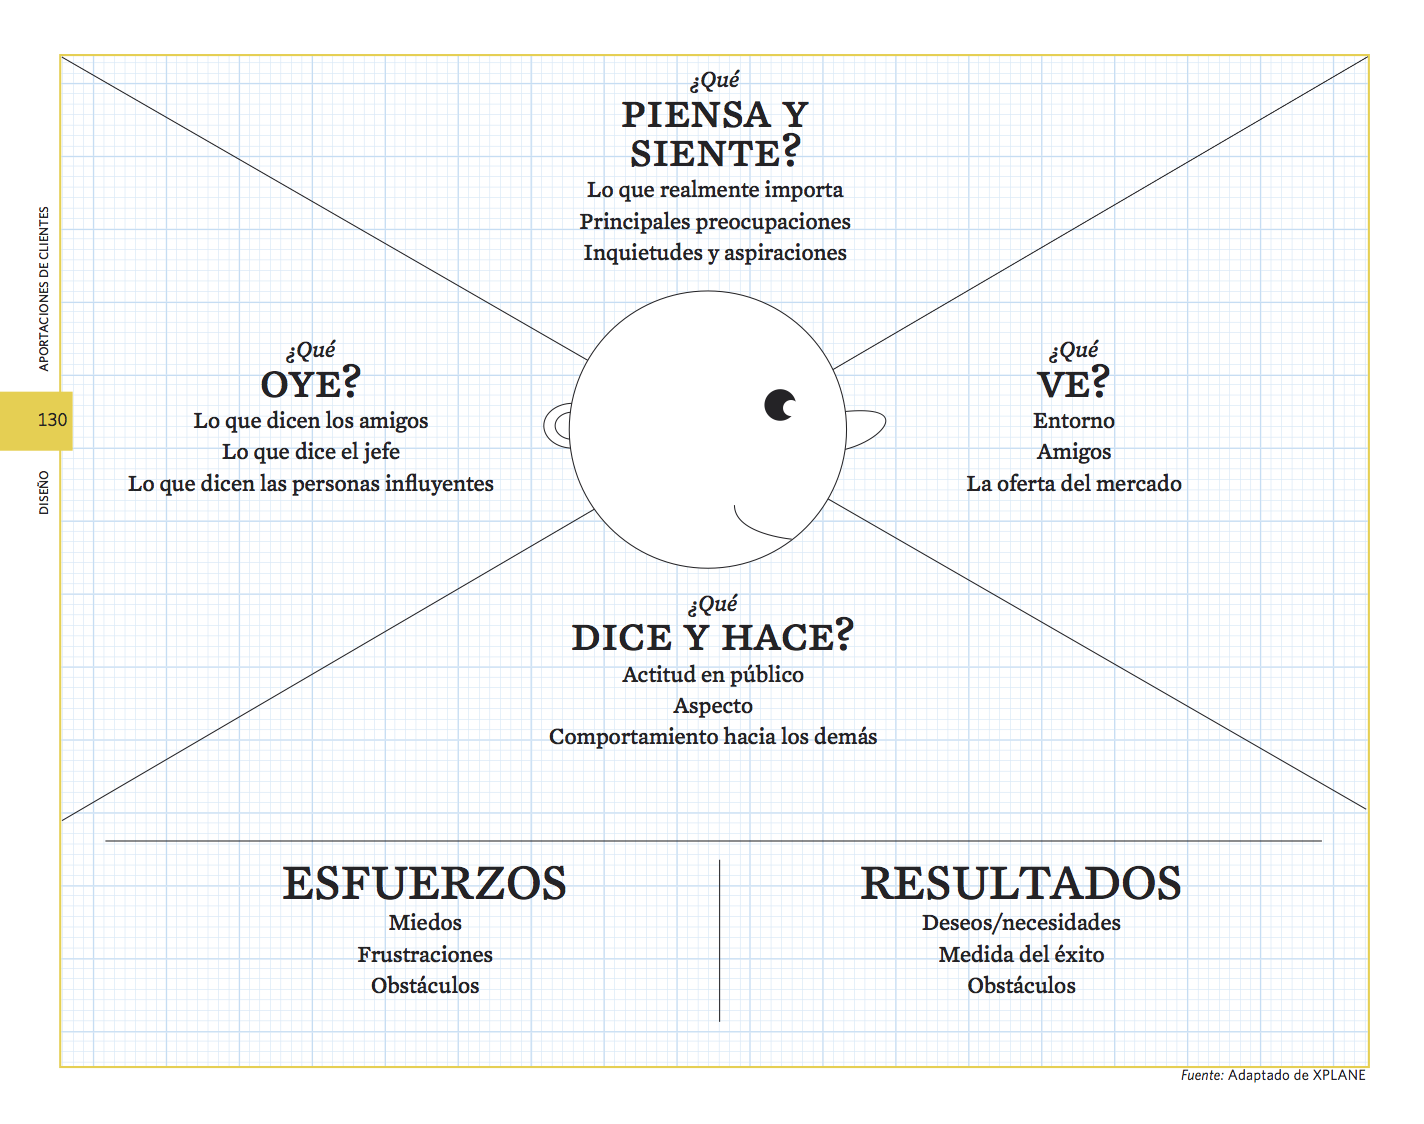 ¿Qué
PIENSA Y
SIENTE?
Lo que realmente importa
Principales preocupaciones
Inquietudes y aspiraciones
APORTACIONES DE CLIENTES
130
DISEÑO
¿Qué
OYE?
Lo que dicen los amigos
Lo que dice el jefe
Lo que dicen las personas influyentes
¿Qué
VE?
Entorno
Amigos
La oferta del mercado
¿Qué
DICE Y HACE?
Actitud en público
Aspecto
Comportamiento hacia los demás
ESFUERZOS
Miedos
Frustraciones
Obstáculos
RESULTADOS
Deseos/necesidades
Medida del éxito
Obstáculos
Fuente: Adaptado de XPLANE